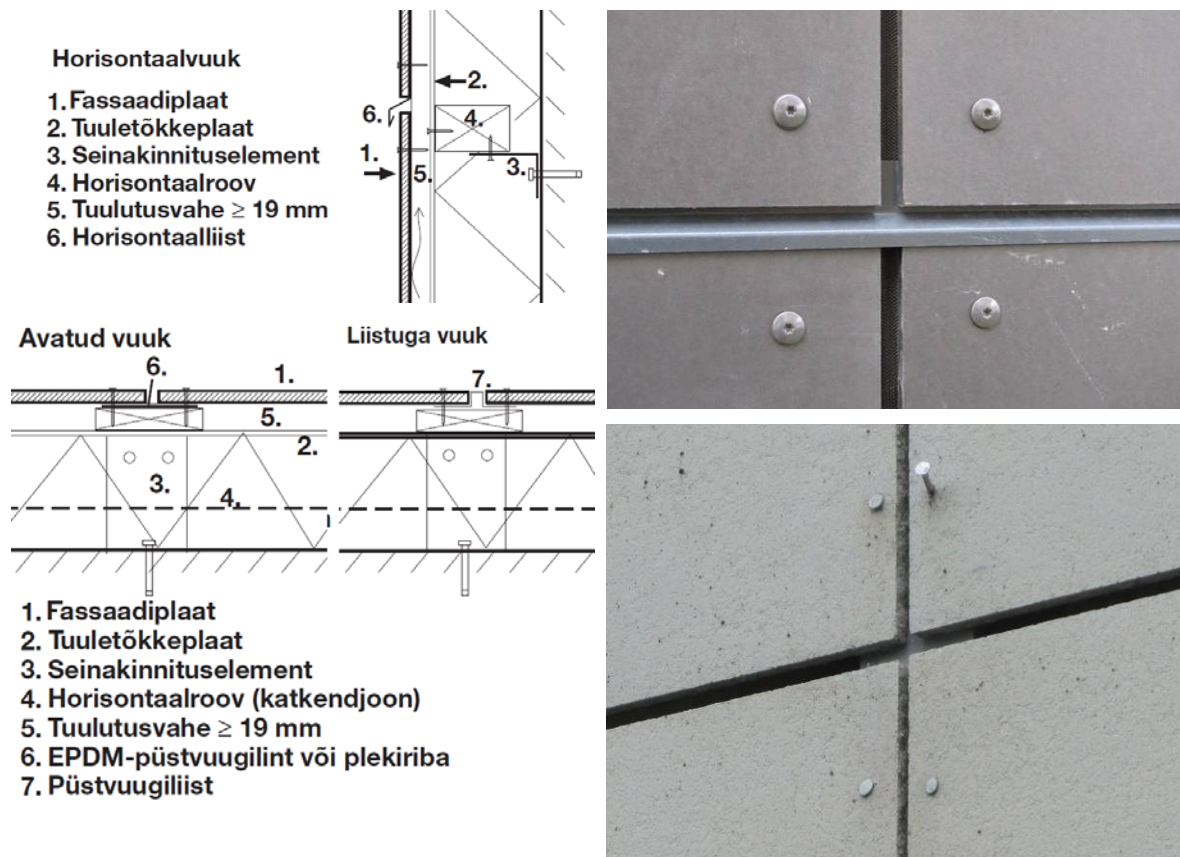 Horisontaalvuuk
1. Fassaadiplaat
2. Tuuletõkkeplaat
3. Seinakinnituselement
4. Horisontaalroov
5. Tuulutusvahe ≥ 19 mm
6. Horisontaalliist
2.
6.
4.
1.
5.
3.
Avatud vuuk
Liistuga vuuk
6.
1.
7.
5.
2.
3.
4.
1. Fassaadiplaat
2. Tuuletõkkeplaat
3. Seinakinnituselement
4. Horisontaalroov (katkendjoon)
5. Tuulutusvahe ≥ 19 mm
6. EPDM-püstvuugilint või plekiriba
7. Püstvuugiliist